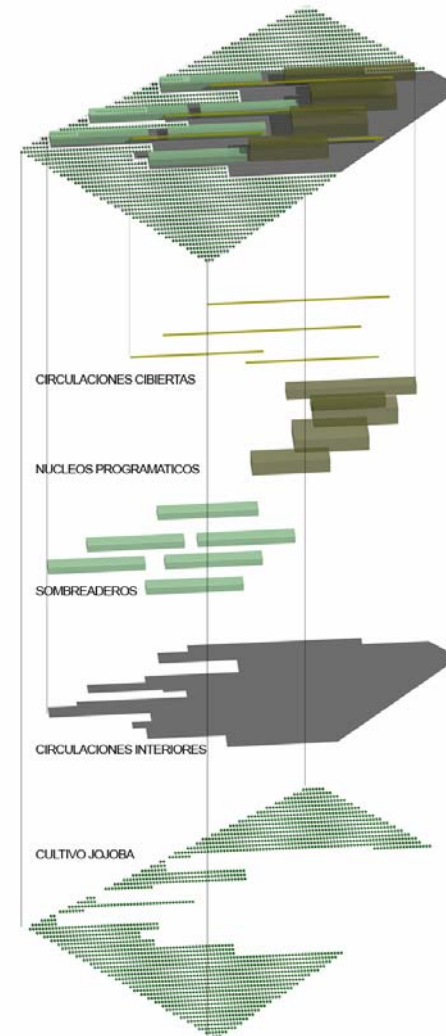 CIRCULACIONES CIBIERTAS
NUCLEOS PROGRAMATICOS
SOMBREADEROS
CIRCULACIONES INTERIORES
CULTIVO JOJOBA